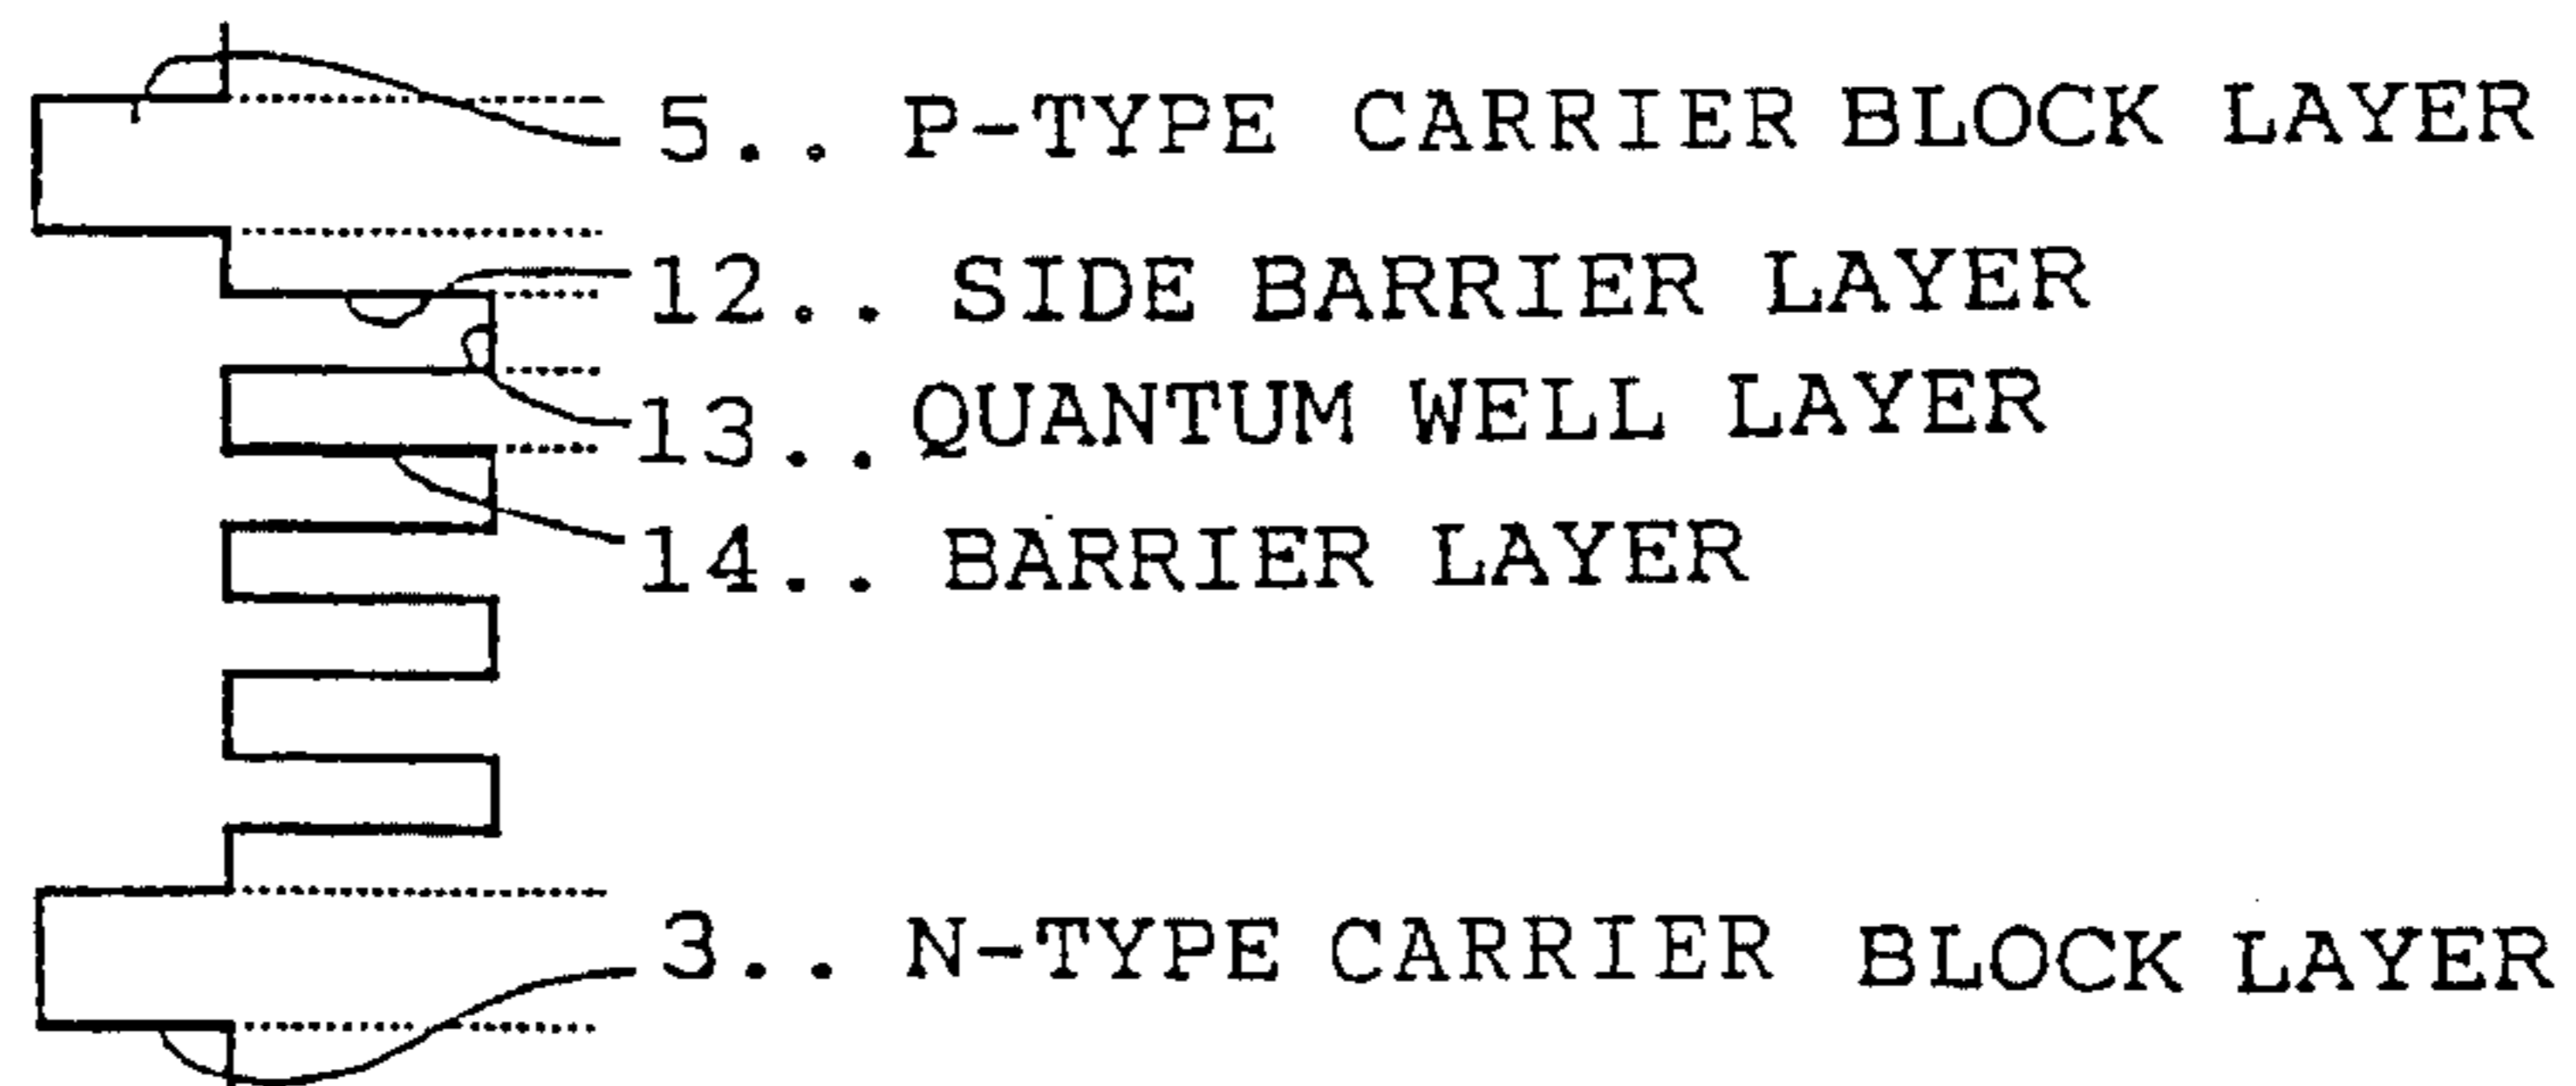 5.. P-TYPE CARRIER BLOCK LAYER
12.. SIDE BARRIER LAYER
13.. QUANTUM WELL LAYER
14.. BARRIER LAYER
3.. N-TYPE CARRIER BLOCK LAYER